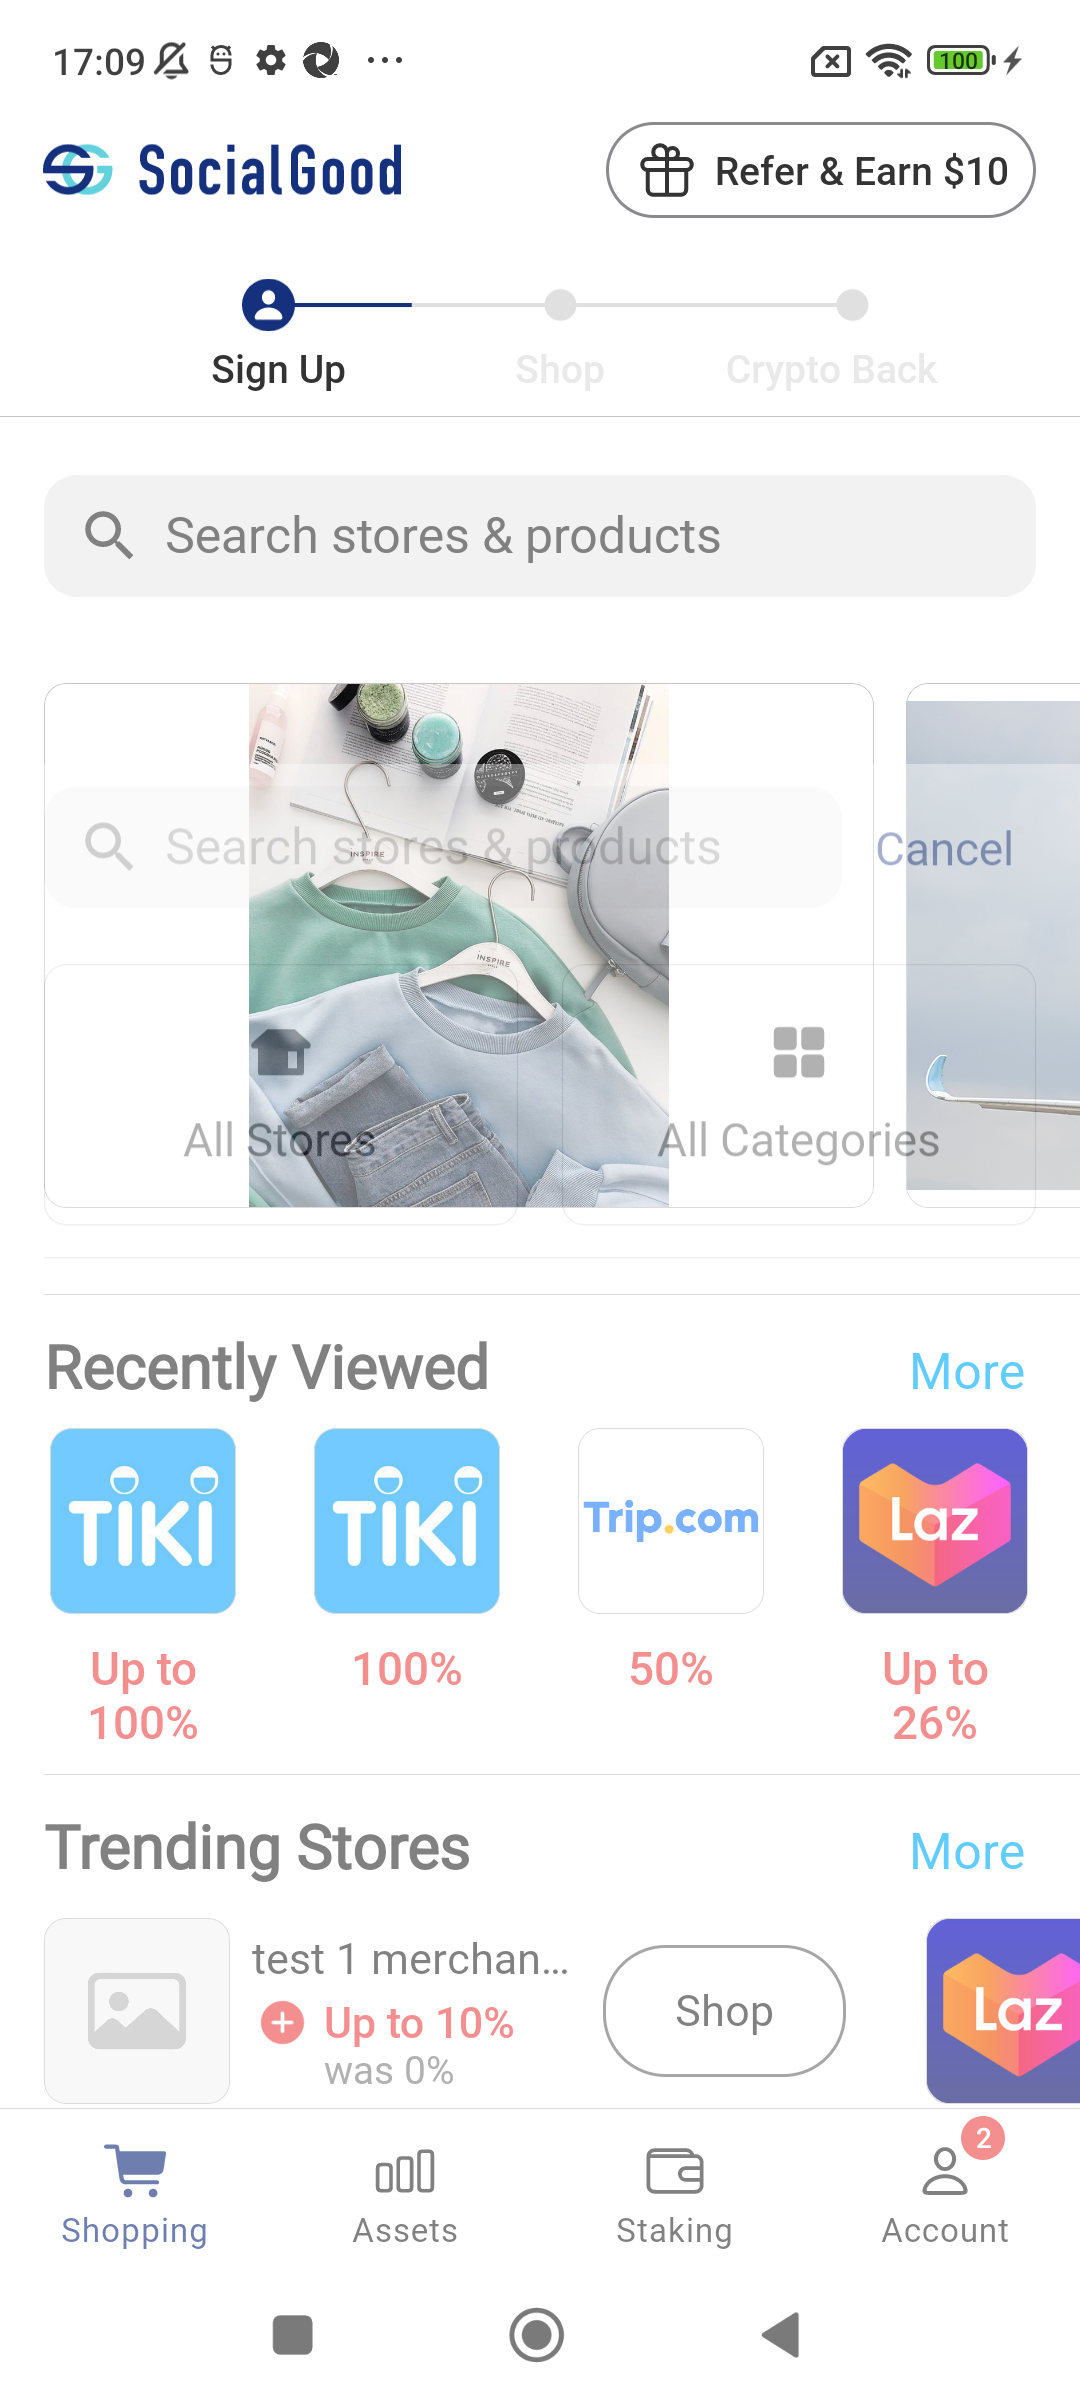 17:09
100
SocialGood
Refer & Earn $10
Sign Up
Shop
Crypto Back
Search stores & products
Search stores & products
Cancel
INSPIRE
INSPIRE
All Stores
All Categories
Recently Viewed
More
TIKI
TIKI
Trip.com
Laz
Up to
100%
100%
50%
Up to
26%
Trending Stores
More
test 1 merchan...
Up to 10%
was 0%
Shop
Laz
2
Shopping
Assets
Staking
Account